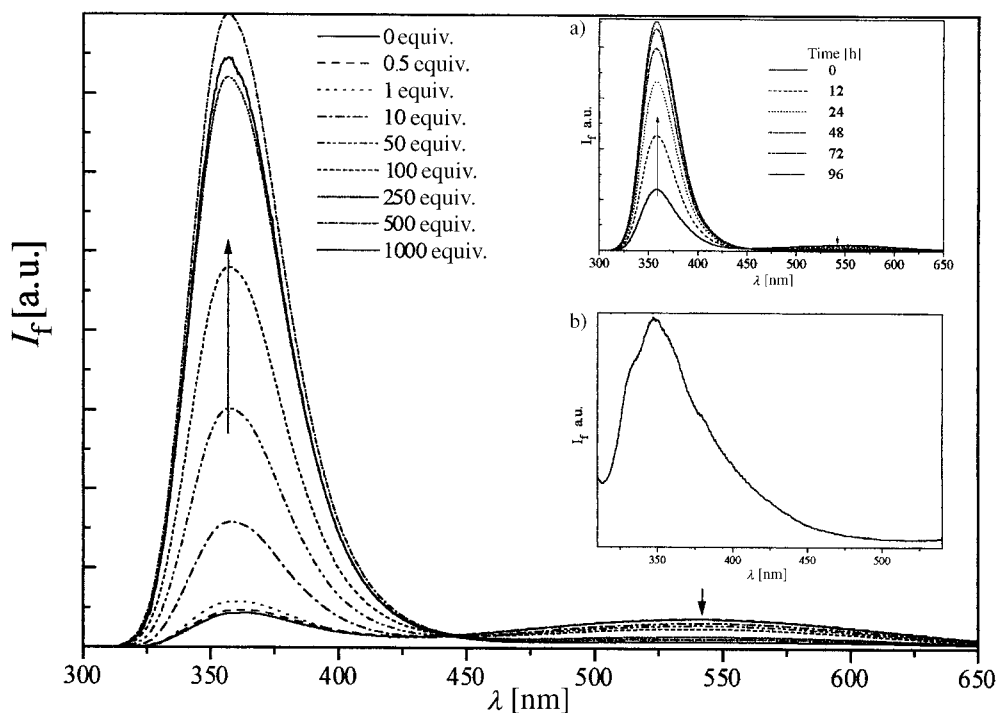 0 equiv.
0.5 equiv.
1 equiv.
10 equiv.
50 equiv.
100 equiv.
250 equiv.
500 equiv.
1000 equiv.
I_f [a.u.]
300 350 400 450 500 550 600 650
λ [nm]
a)
Time [h]
0
12
24
48
72
96
I_f a.u.
300 350 400 450 500 550 600 650
λ [nm]
b)
I_f a.u.
350 400 450 500
λ [nm]